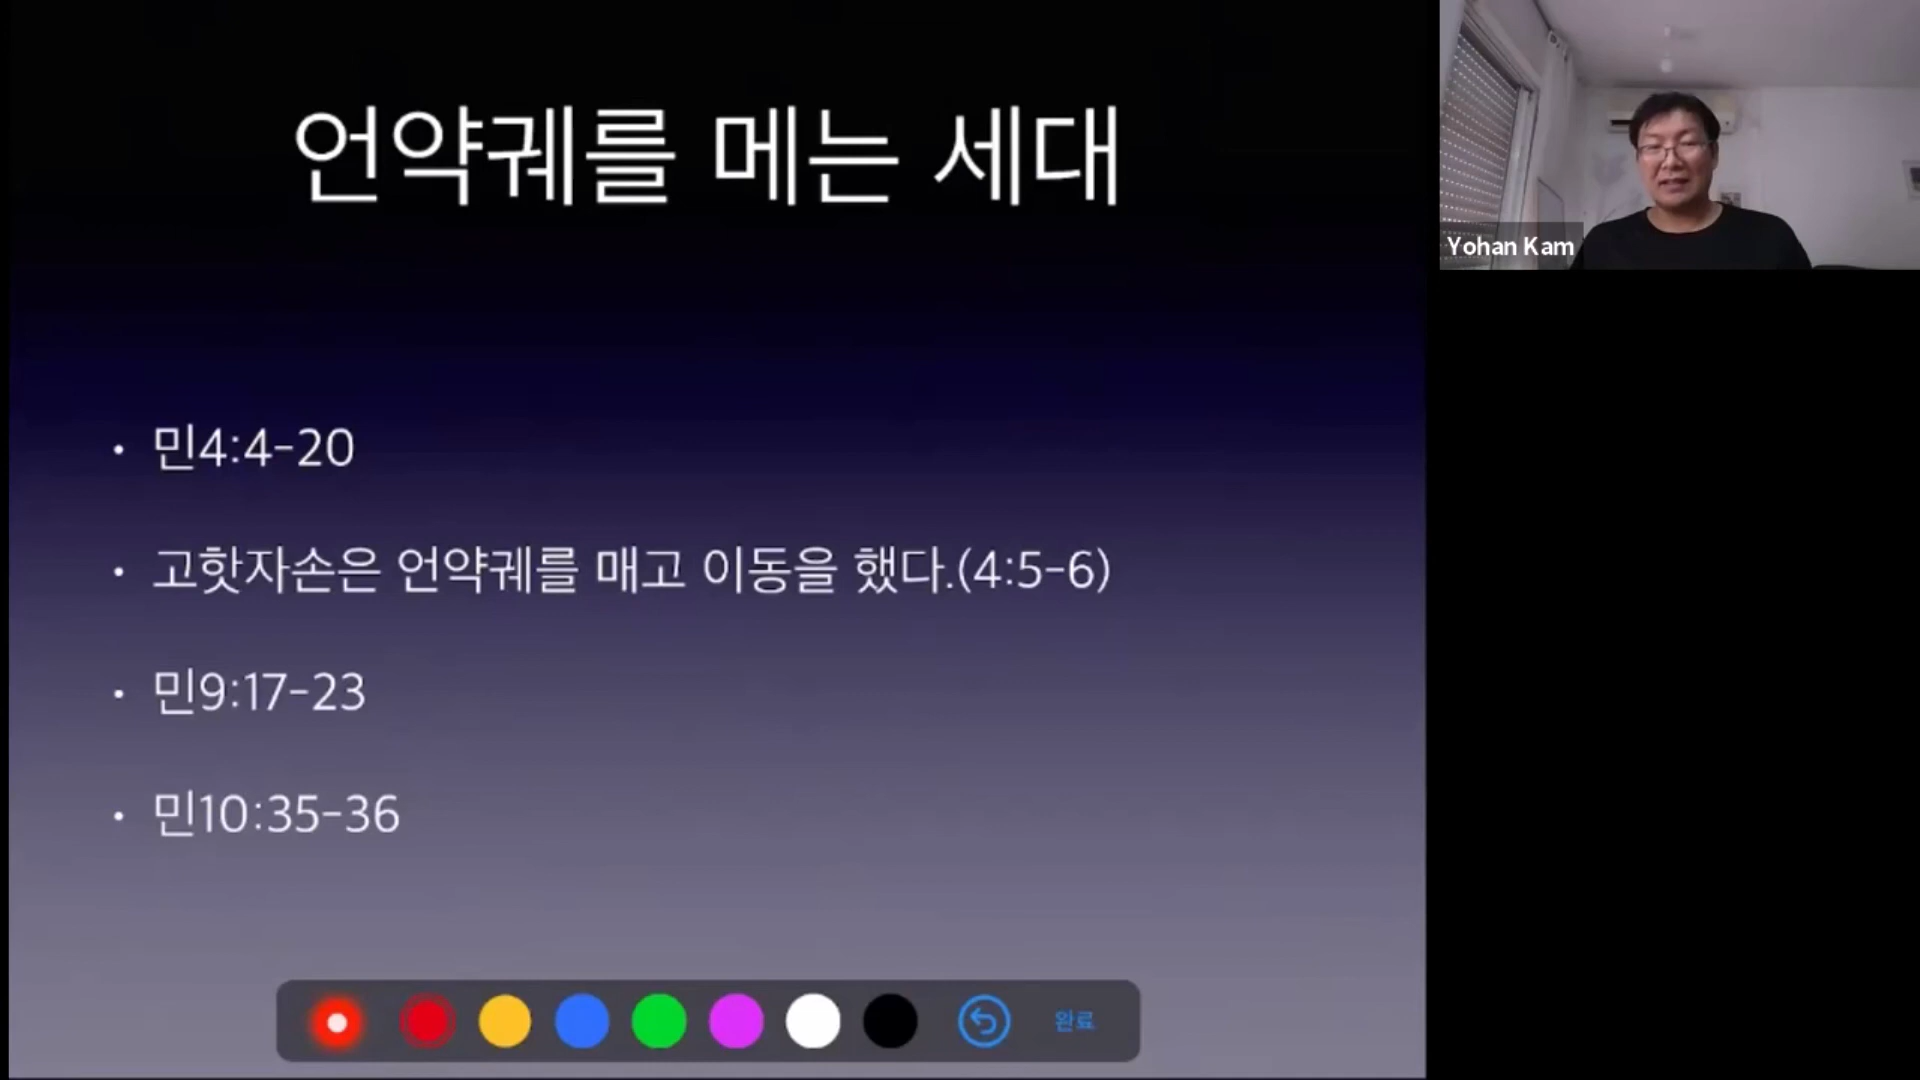 언약궤를 메는 세대
• 민4:4-20
• 고핫자손은 언약궤를 매고 이동을 했다.(4:5-6)
• 민9:17-23
• 민10:35-36
완료
Yohan Kam